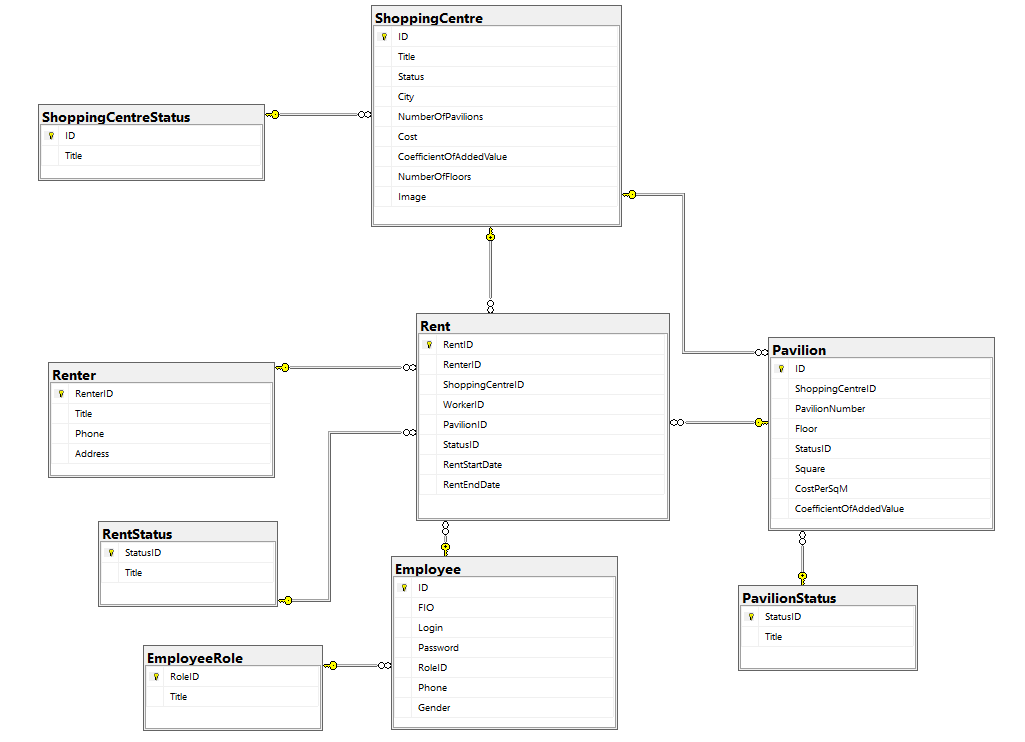 ShoppingCentre
ID
Title
Status
City
NumberOfPavilions
Cost
CoefficientOfAddedValue
NumberOfFloors
Image
ShoppingCentreStatus
ID
Title
Rent
RentID
RenterID
ShoppingCentreID
WorkerID
PavilionID
StatusID
RentStartDate
RentEndDate
Pavilion
ID
ShoppingCentreID
PavilionNumber
Floor
StatusID
Square
CostPerSqM
CoefficientOfAddedValue
Renter
RenterID
Title
Phone
Address
RentStatus
StatusID
Title
Employee
ID
FIO
Login
Password
RoleID
Phone
Gender
PavilionStatus
StatusID
Title
EmployeeRole
RoleID
Title